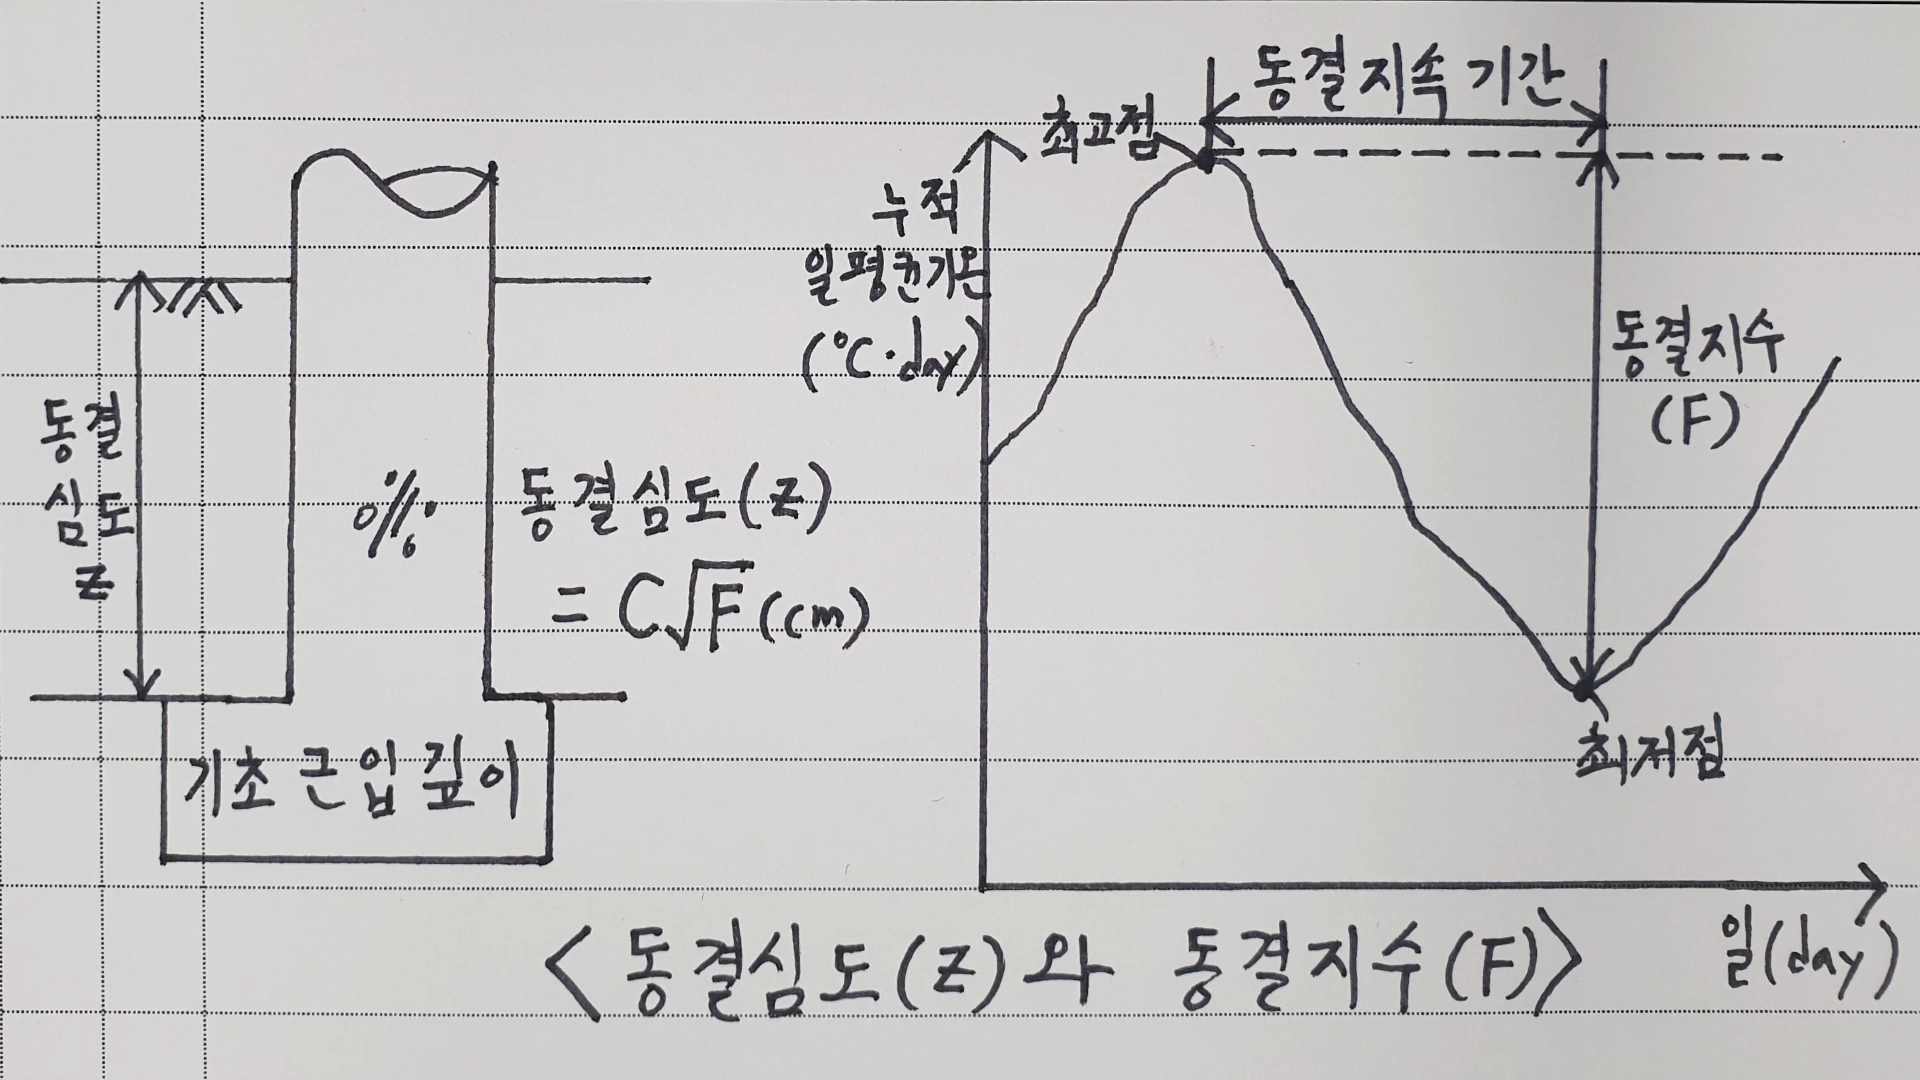 동결
심도
z
동결심도(z)
= C√F (cm)
기초 근입 깊이
동결지속 기간
최고점
누적
일평균기온
(℃·day)
동결지수
(F)
최저점
일(day)
<동결심도(z)와 동결지수(F)>